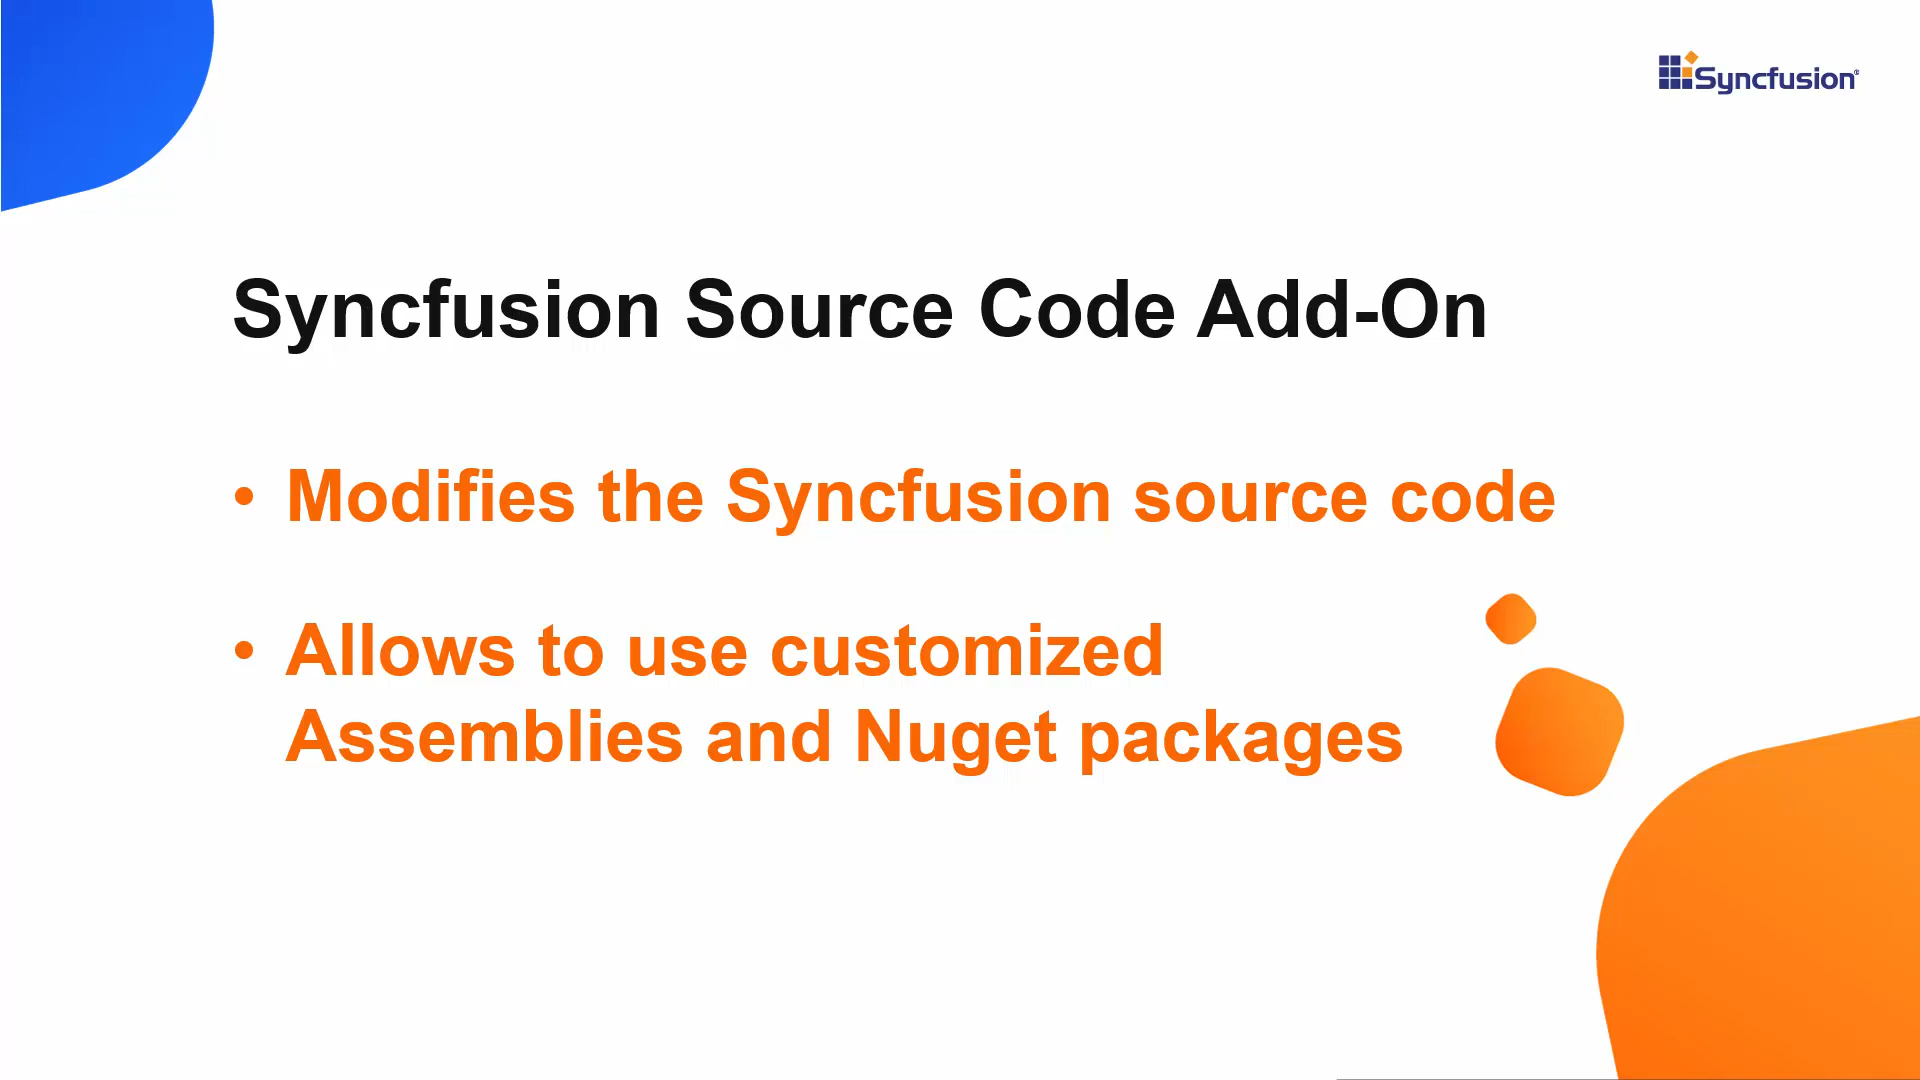 Syncfusion®
Syncfusion Source Code Add-On
• Modifies the Syncfusion source code
• Allows to use customized
Assemblies and Nuget packages